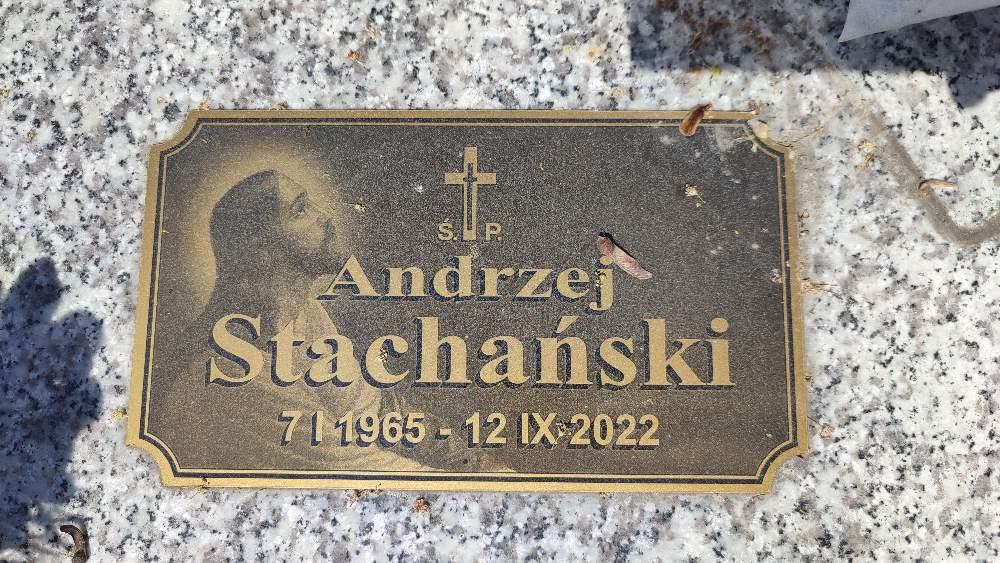 Ś. P.
Andrzej
Stachański
7 I 1965 - 12 IX 2022